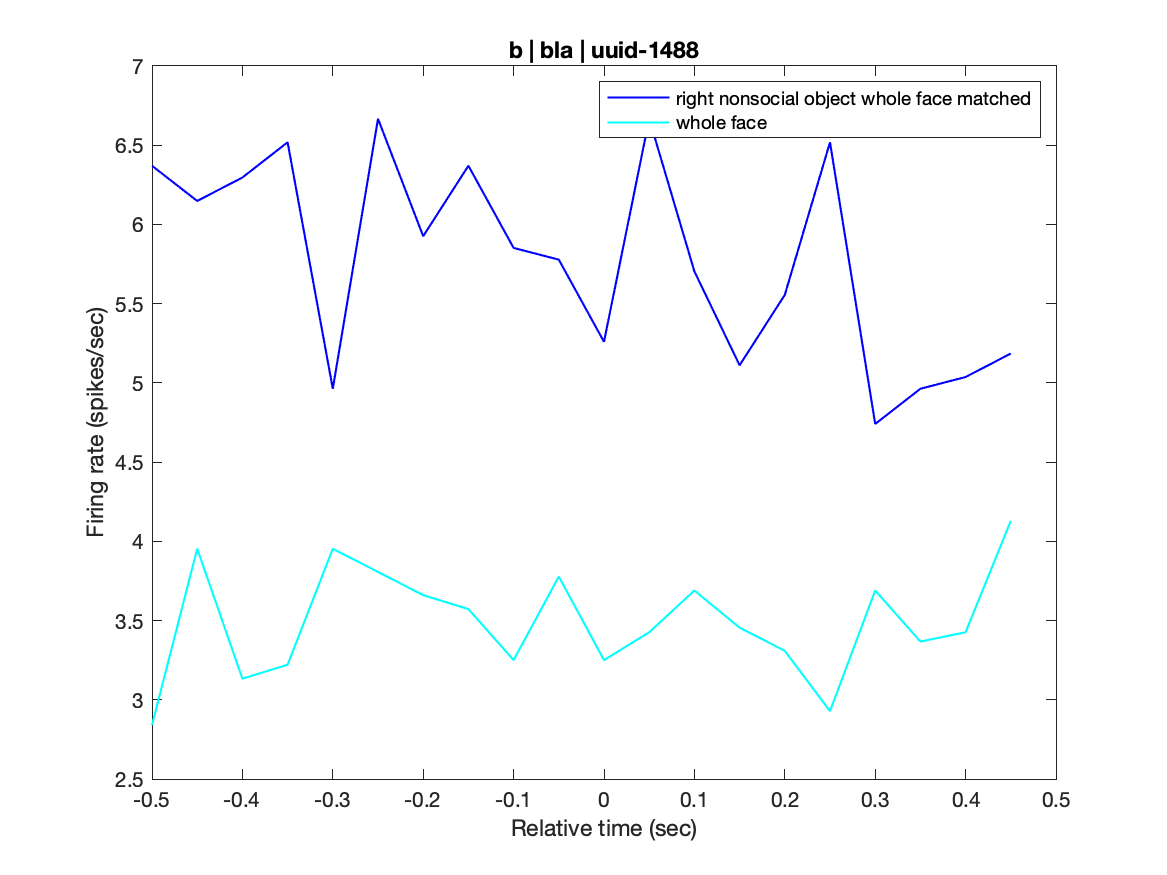 b | bla | uuid-1488
7
6.5
6
5.5
5
4.5
4
3.5
3
2.5
right nonsocial object whole face matched
whole face
Firing rate (spikes/sec)
-0.5 -0.4 -0.3 -0.2 -0.1 0 0.1 0.2 0.3 0.4 0.5
Relative time (sec)